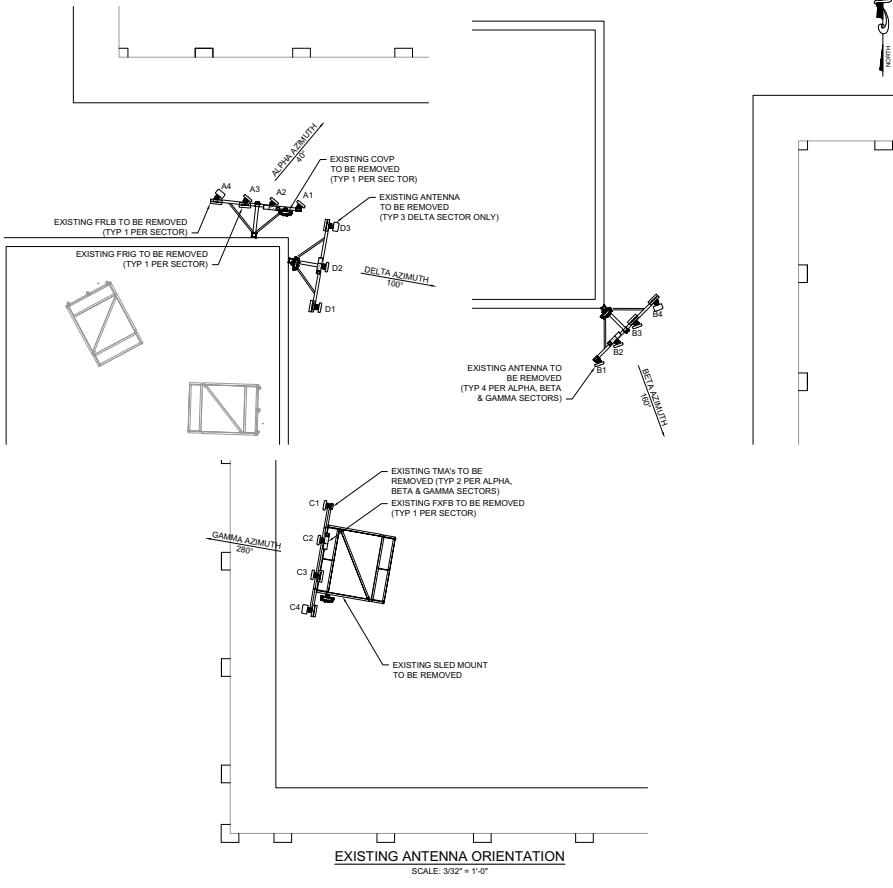 NORTH
ALPHA AZIMUTH
40°
EXISTING COVP
TO BE REMOVED
(TYP 1 PER SEC TOR)
A4
A3
A2
A1
EXISTING ANTENNA
TO BE REMOVED
(TYP 3 DELTA SECTOR ONLY)
EXISTING FRLB TO BE REMOVED
(TYP 1 PER SECTOR)
D3
EXISTING FRIG TO BE REMOVED
(TYP 1 PER SECTOR)
D2
DELTA AZIMUTH
100°
D1
B4
B3
B2
B1
EXISTING ANTENNA TO
BE REMOVED
(TYP 4 PER ALPHA, BETA
& GAMMA SECTORS)
BETA AZIMUTH
160°
EXISTING TMA's TO BE
REMOVED (TYP 2 PER ALPHA,
BETA & GAMMA SECTORS)
C1
EXISTING FXFB TO BE REMOVED
(TYP 1 PER SECTOR)
GAMMA AZIMUTH
280°
C2
C3
C4
EXISTING SLED MOUNT
TO BE REMOVED
EXISTING ANTENNA ORIENTATION
SCALE: 3/32" = 1'-0"